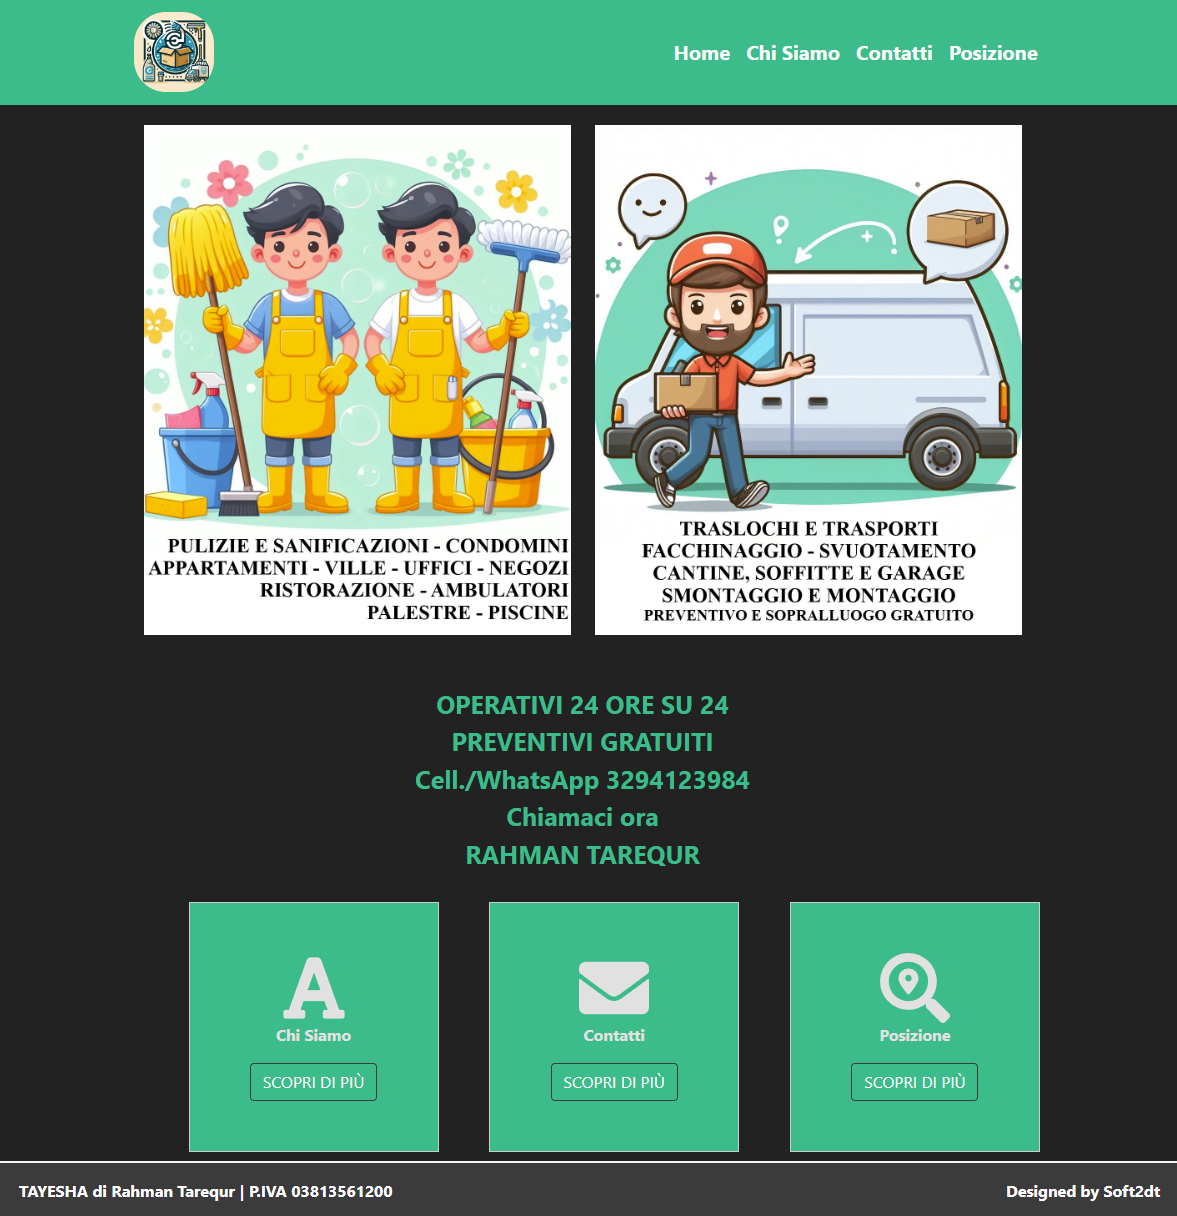 Home Chi Siamo Contatti Posizione
PULIZIE E SANIFICAZIONI - CONDOMINI
APPARTAMENTI - VILLE - UFFICI - NEGOZI
RISTORAZIONE - AMBULATORI
PALESTRE - PISCINE
TRASLOCHI E TRASPORTI
FACCHINAGGIO - SVUOTAMENTO
CANTINE, SOFFITTE E GARAGE
SMONTAGGIO E MONTAGGIO
PREVENTIVO E SOPRALLUOGO GRATUITO
OPERATIVI 24 ORE SU 24
PREVENTIVI GRATUITI
Cell./WhatsApp 3294123984
Chiamaci ora
RAHMAN TAREQUR
Chi Siamo
SCOPRI DI PIÙ
Contatti
SCOPRI DI PIÙ
Posizione
SCOPRI DI PIÙ
TAYESHA di Rahman Tarequr | P.IVA 03813561200
Designed by Soft2dt